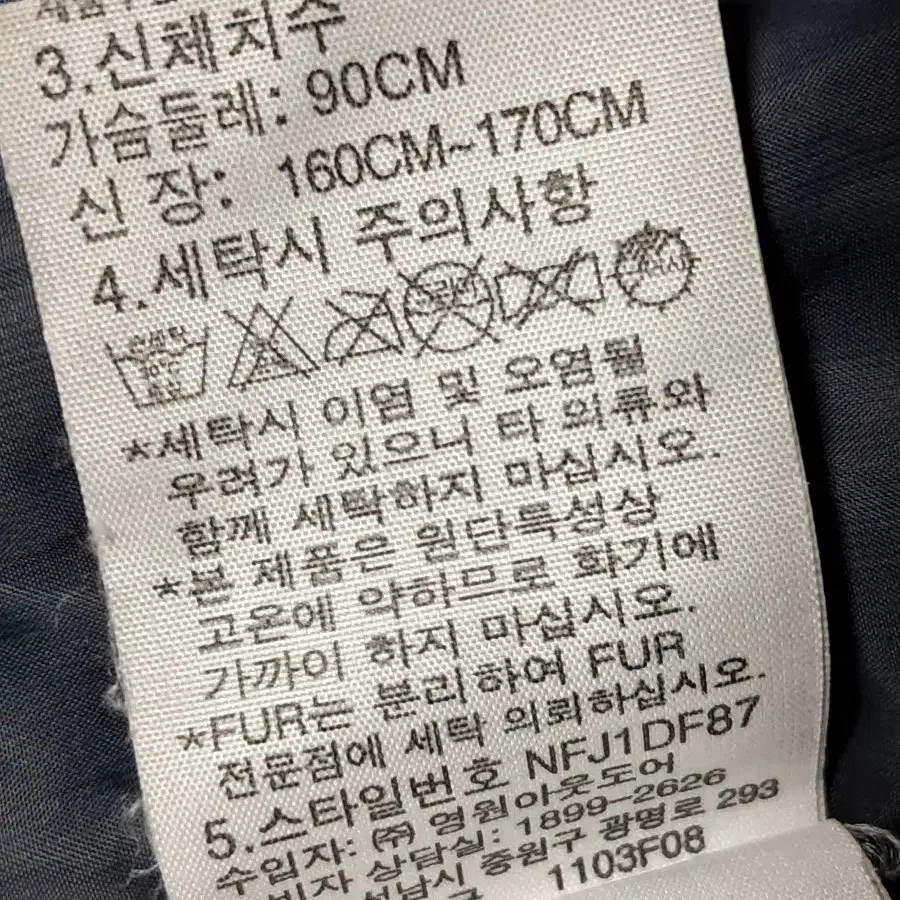 3.신체치수
가슴둘레: 90CM
신 장: 160CM~170CM
4.세탁시 주의사항
*세탁시 이염 및 오염될
우려가 있으니 타 의류와
함께 세탁하지 마십시오.
*본 제품은 원단특성상
고온에 약하므로 화기에
가까이 하지 마십시오.
*FUR는 분리하여 FUR
전문점에 세탁 의뢰하십시오.
5.스타일번호 NFJ1DF87
수입자: ㈜ 영원아웃도어
비자 상담실: 1899-2626
성남시 중원구 광명로 293
1103F08